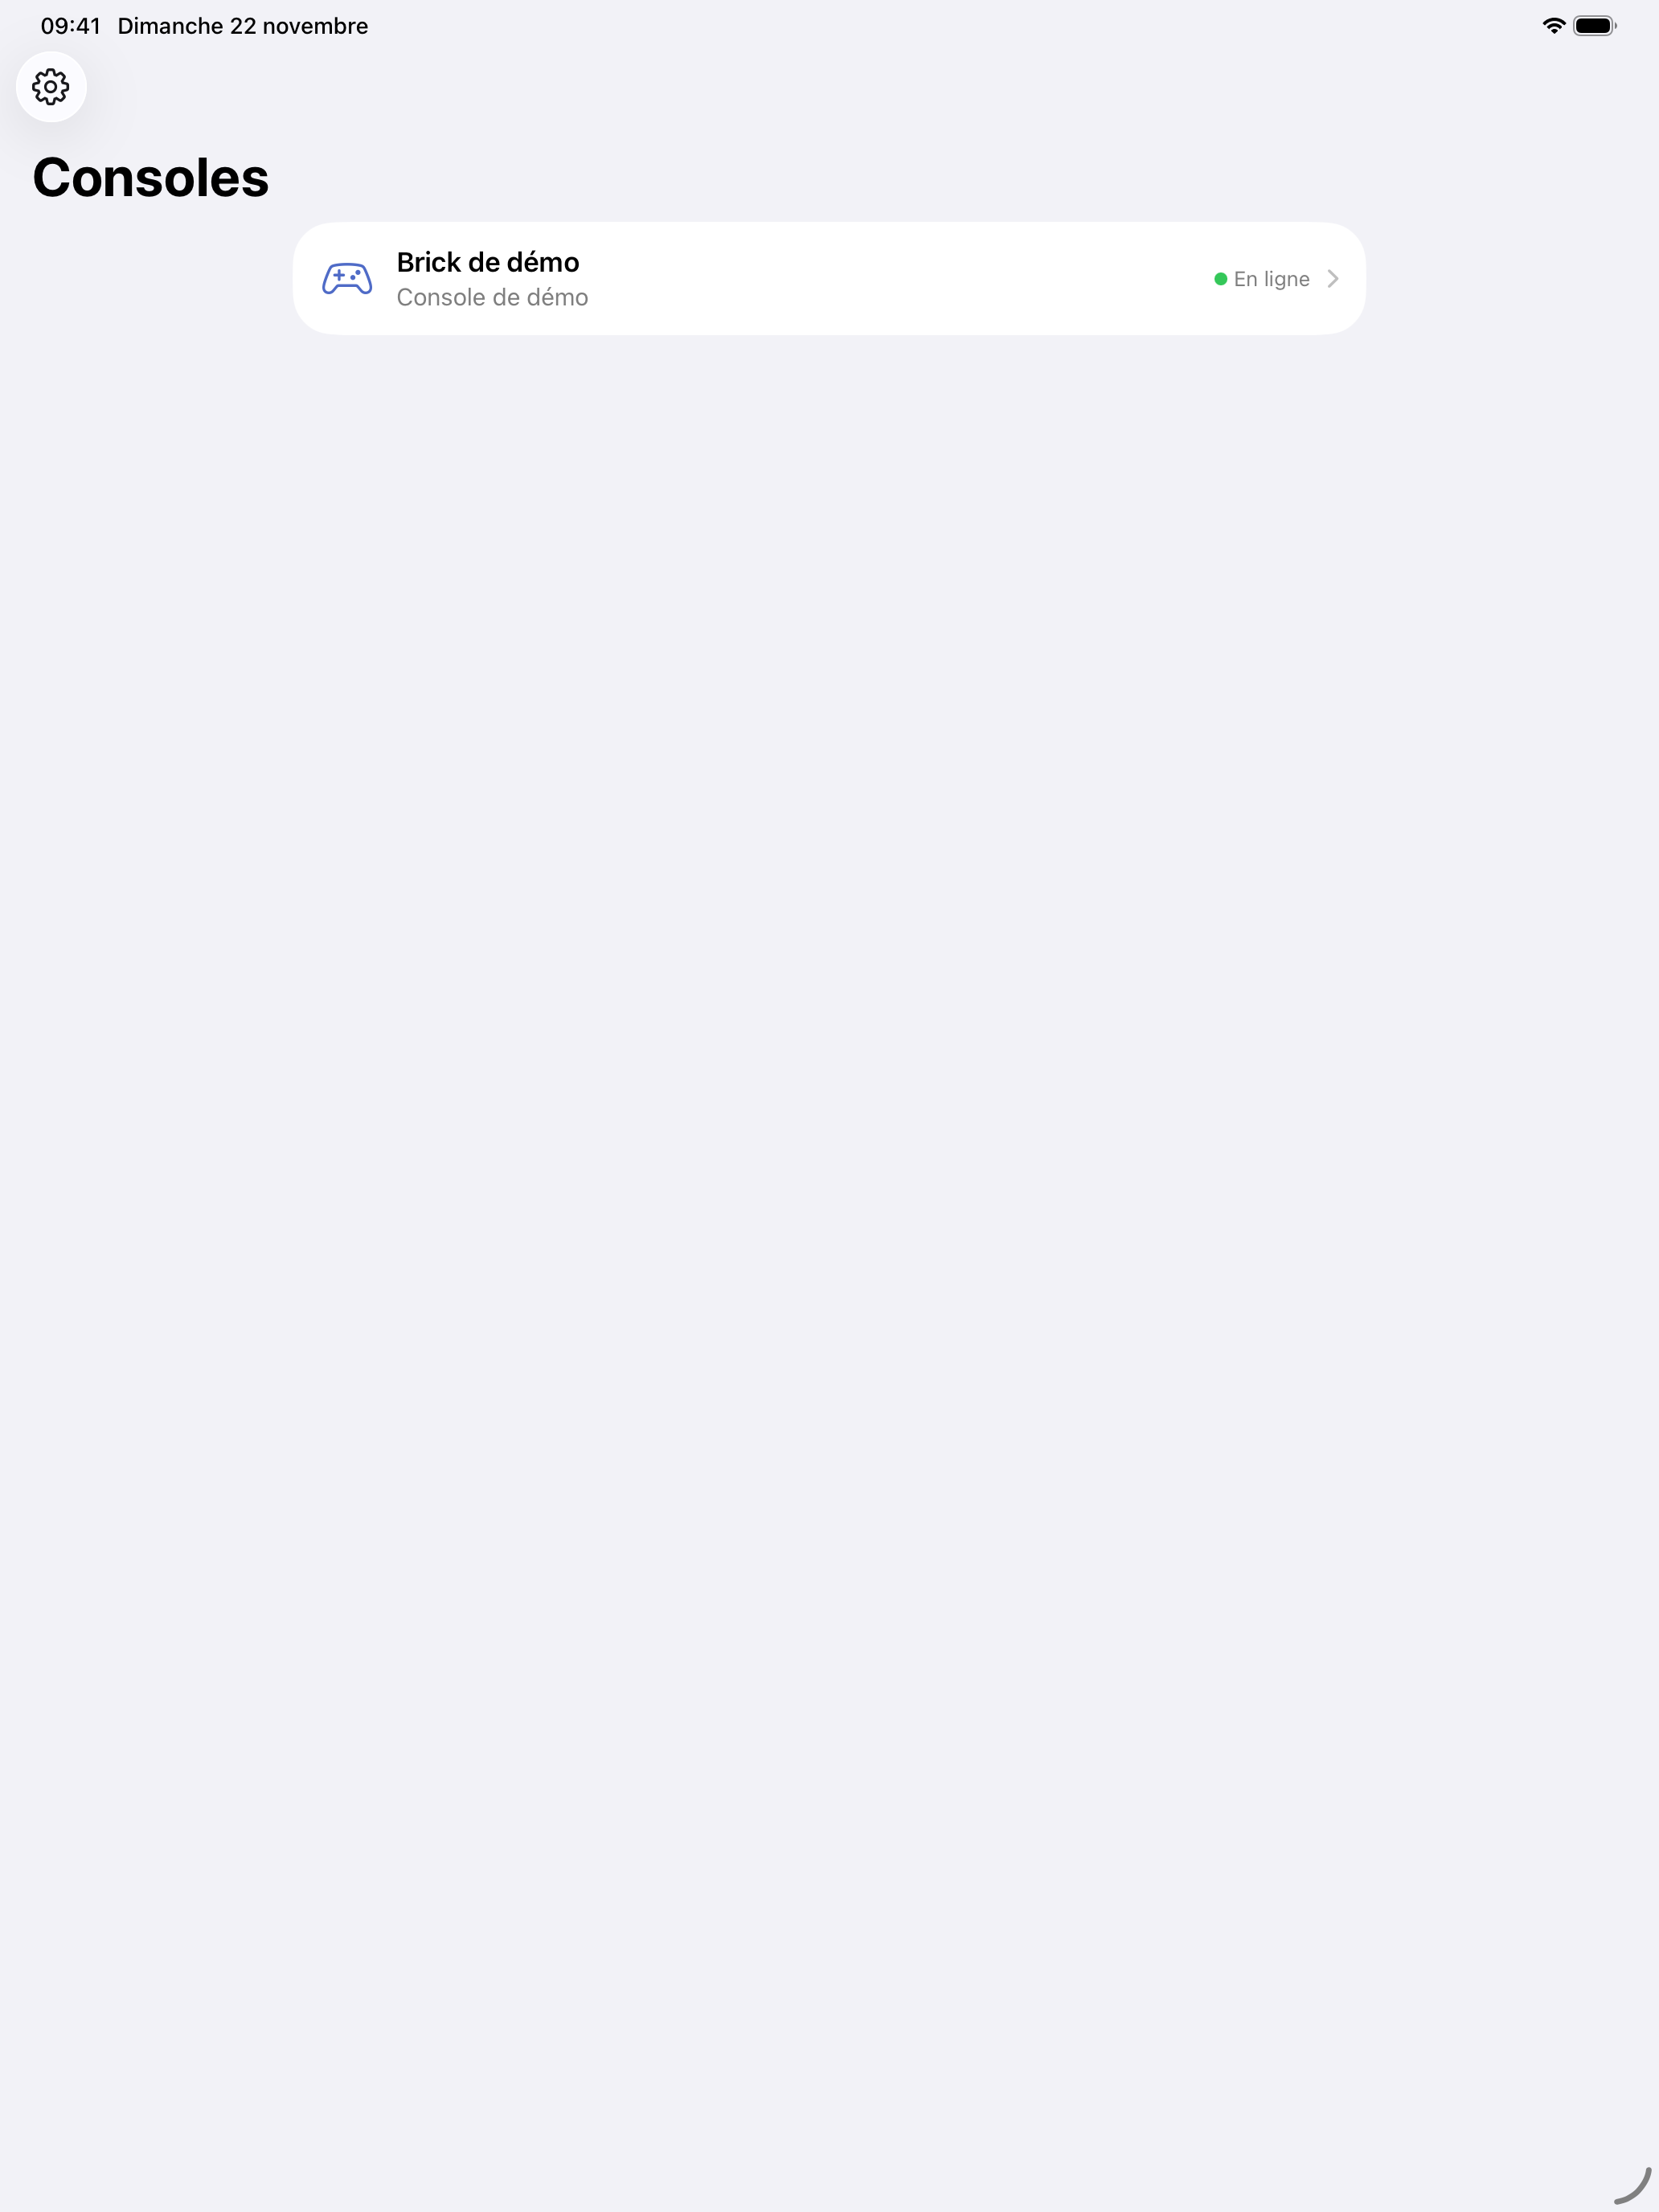 09:41 Dimanche 22 novembre
Consoles
Brick de démo
Console de démo
En ligne